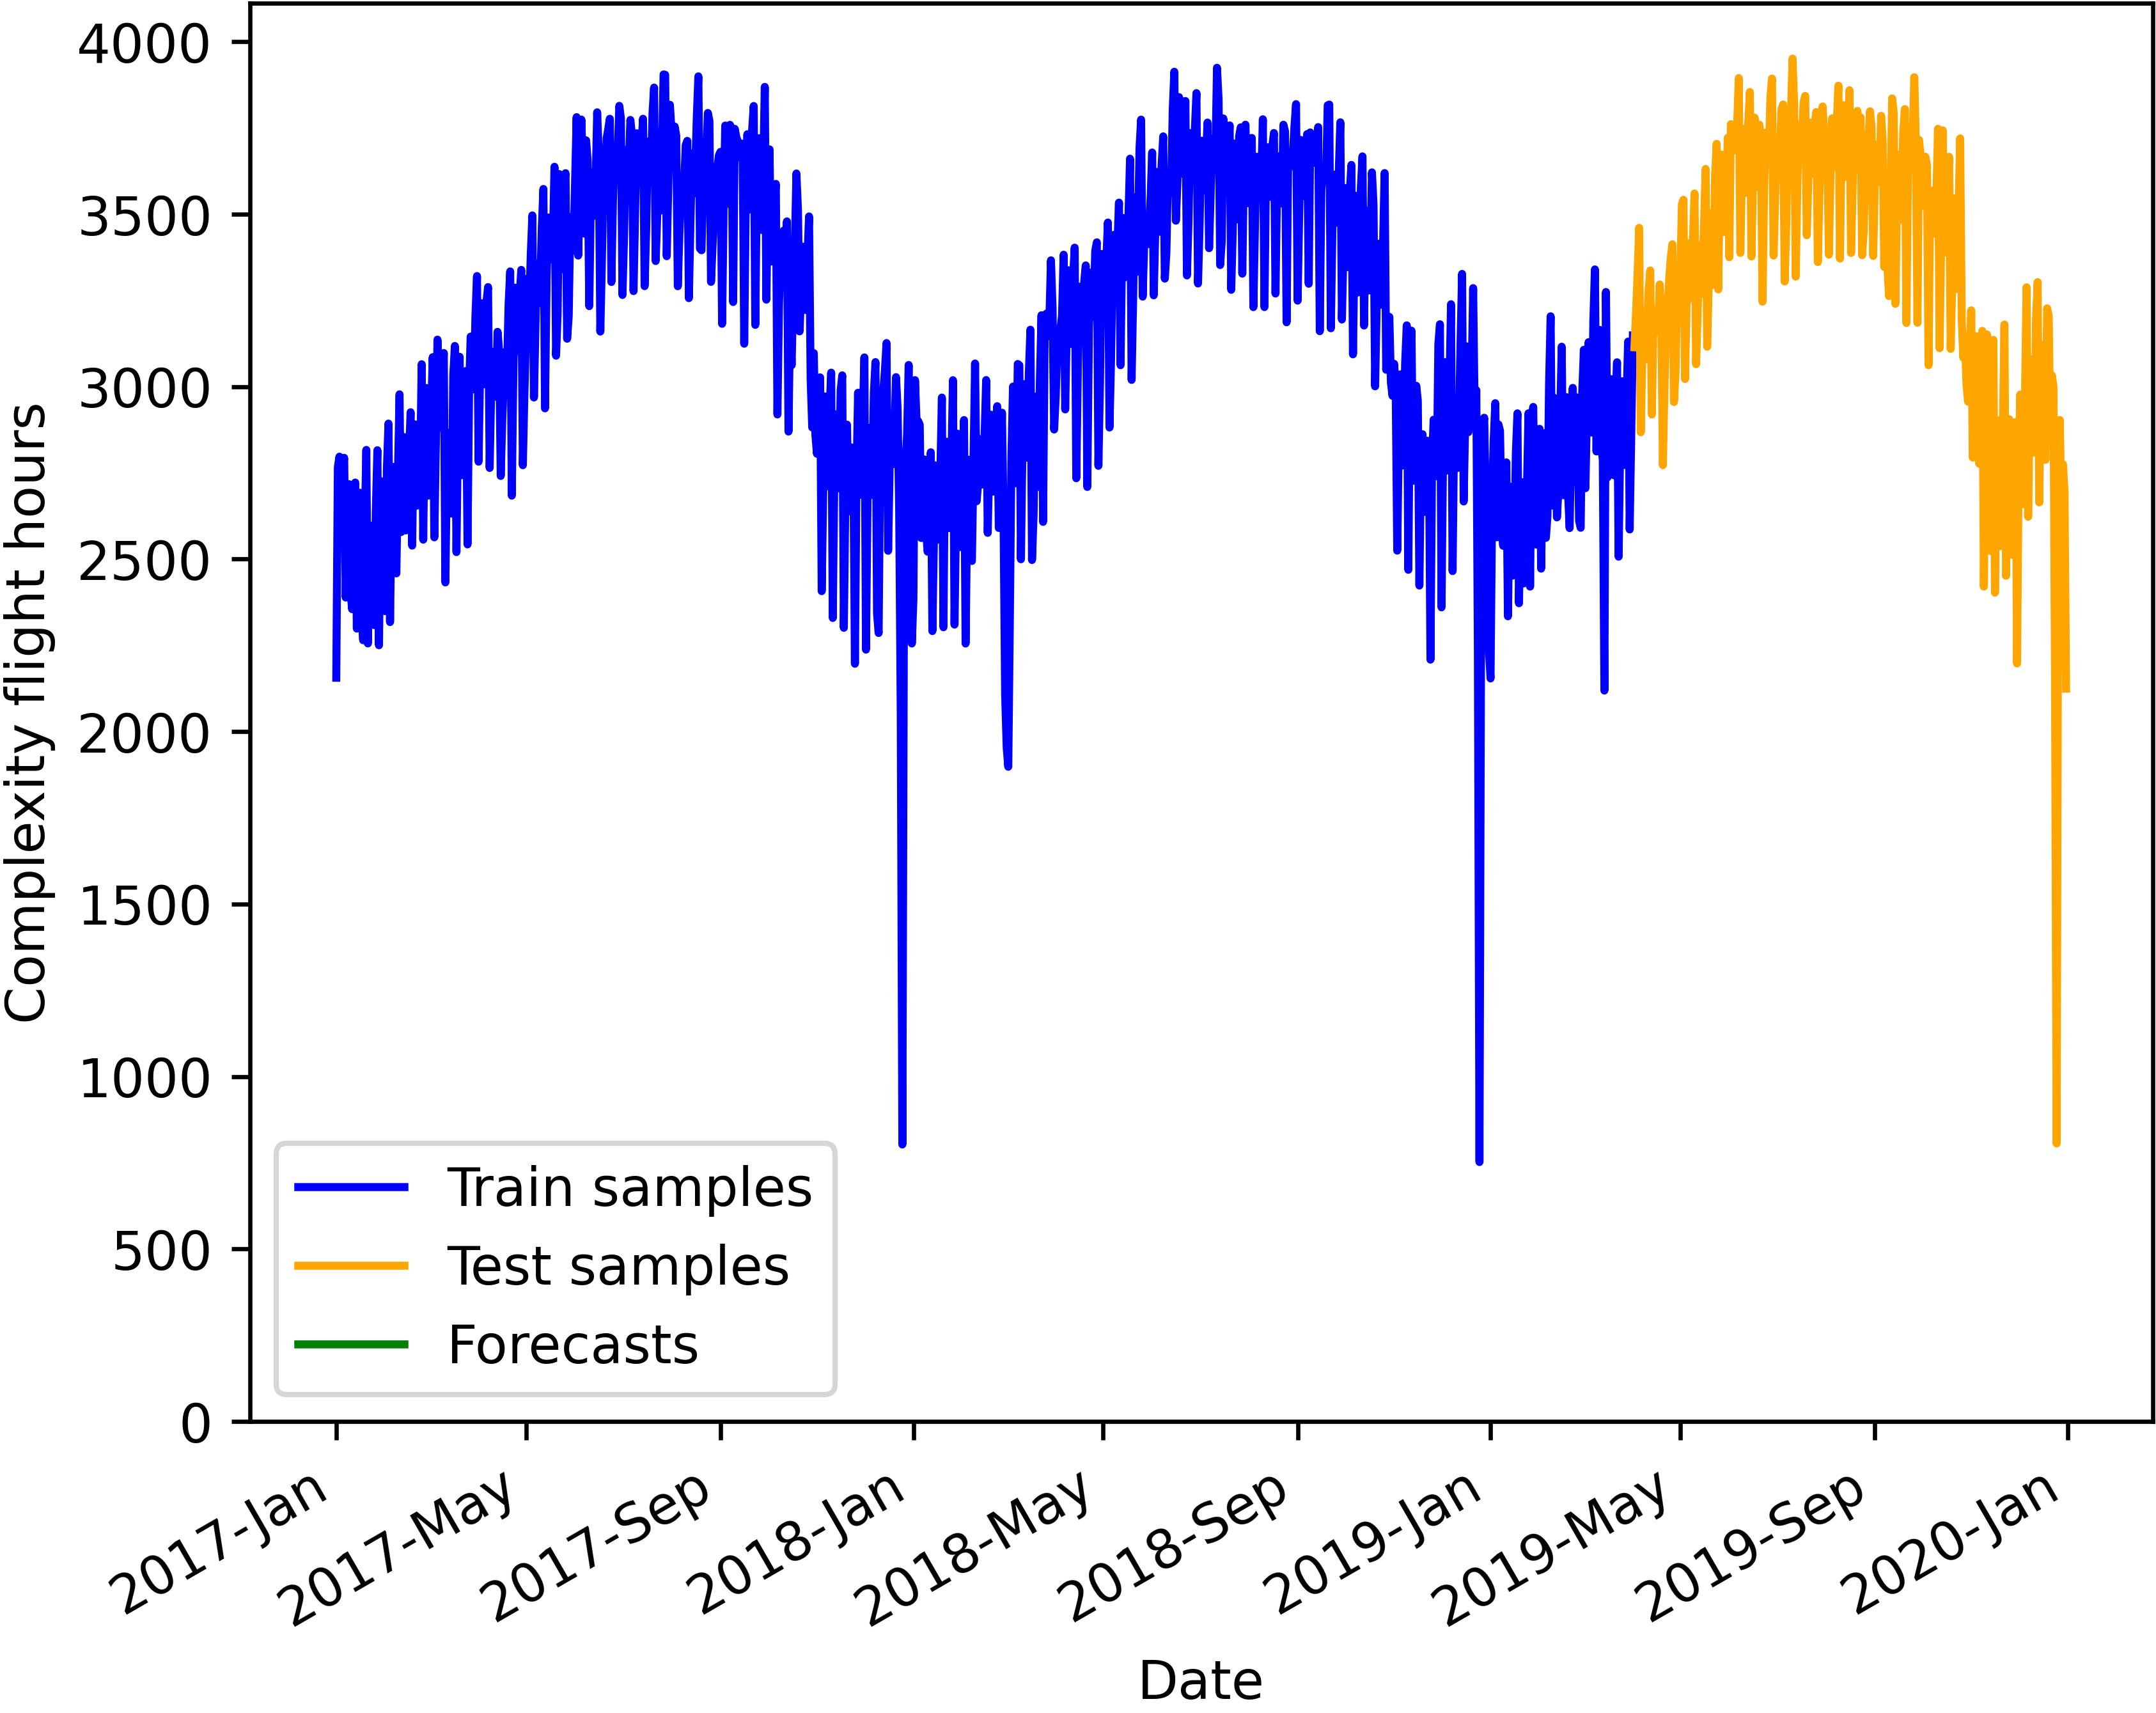 4000
3500
3000
2500
2000
1500
1000
500
0
Complexity flight hours
Train samples
Test samples
Forecasts
2017-Jan
2017-May
2017-Sep
2018-Jan
2018-May
2018-Sep
2019-Jan
2019-May
2019-Sep
2020-Jan
Date